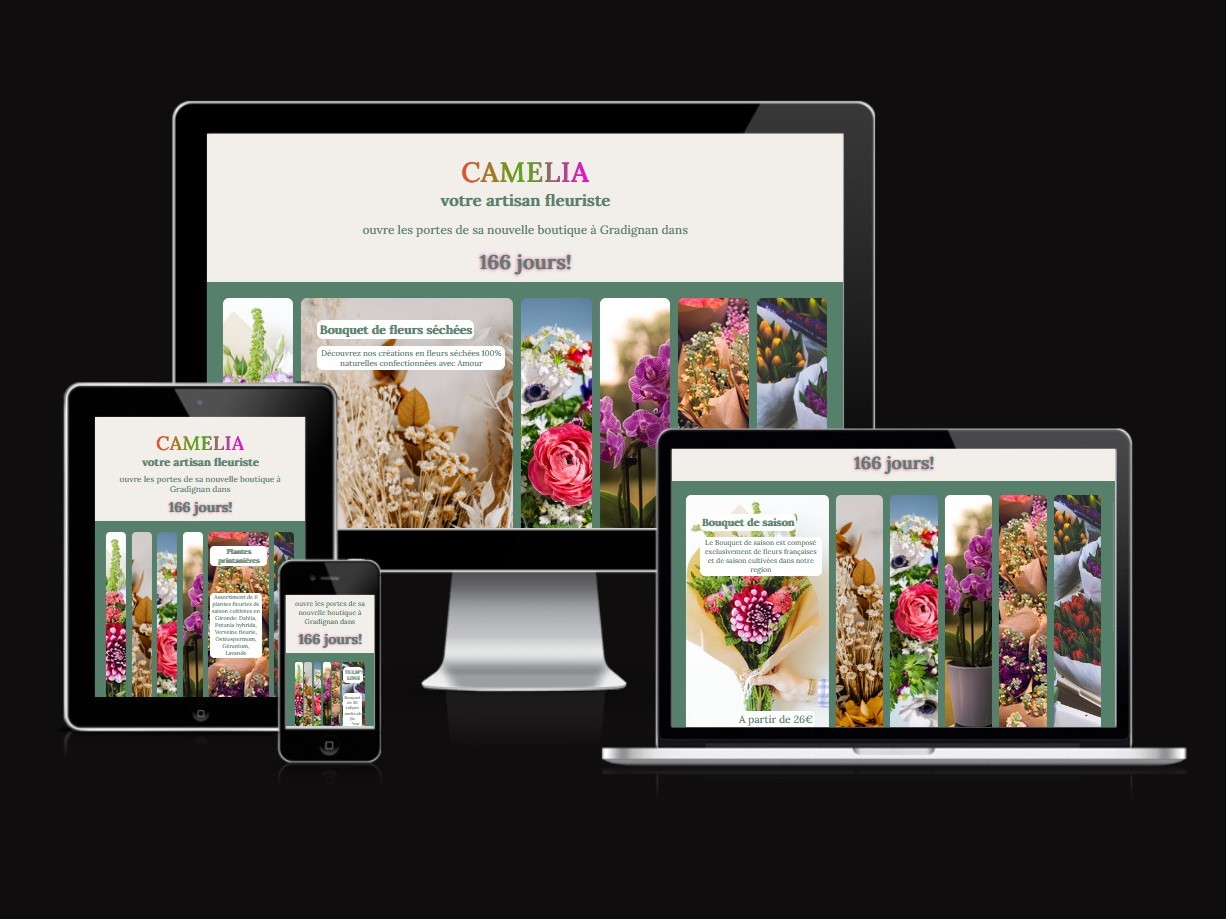 CAMELIA
votre artisan fleuriste
ouvre les portes de sa nouvelle boutique à Gradignan dans
166 jours!
Bouquet de fleurs séchées
Découvrez nos créations en fleurs séchées 100%
naturelles confectionnées avec Amour
CAMELIA
votre artisan fleuriste
ouvre les portes de sa nouvelle boutique à
Gradignan dans
166 jours!
Plantes
printanières
Assortiment de 6
plantes fleuries de
saison cultivées en
Gironde: Dahlia,
Petunia hybrida,
Verveine fleurie,
Osteospermum,
Géranium,
Lavande
ouvre les portes de sa
nouvelle boutique à
Gradignan dans
166 jours!
Bouquet
166 jours!
Bouquet de saison
Le Bouquet de saison est composé
exclusivement de fleurs françaises
et de saison cultivées dans notre
region
A partir de 26€